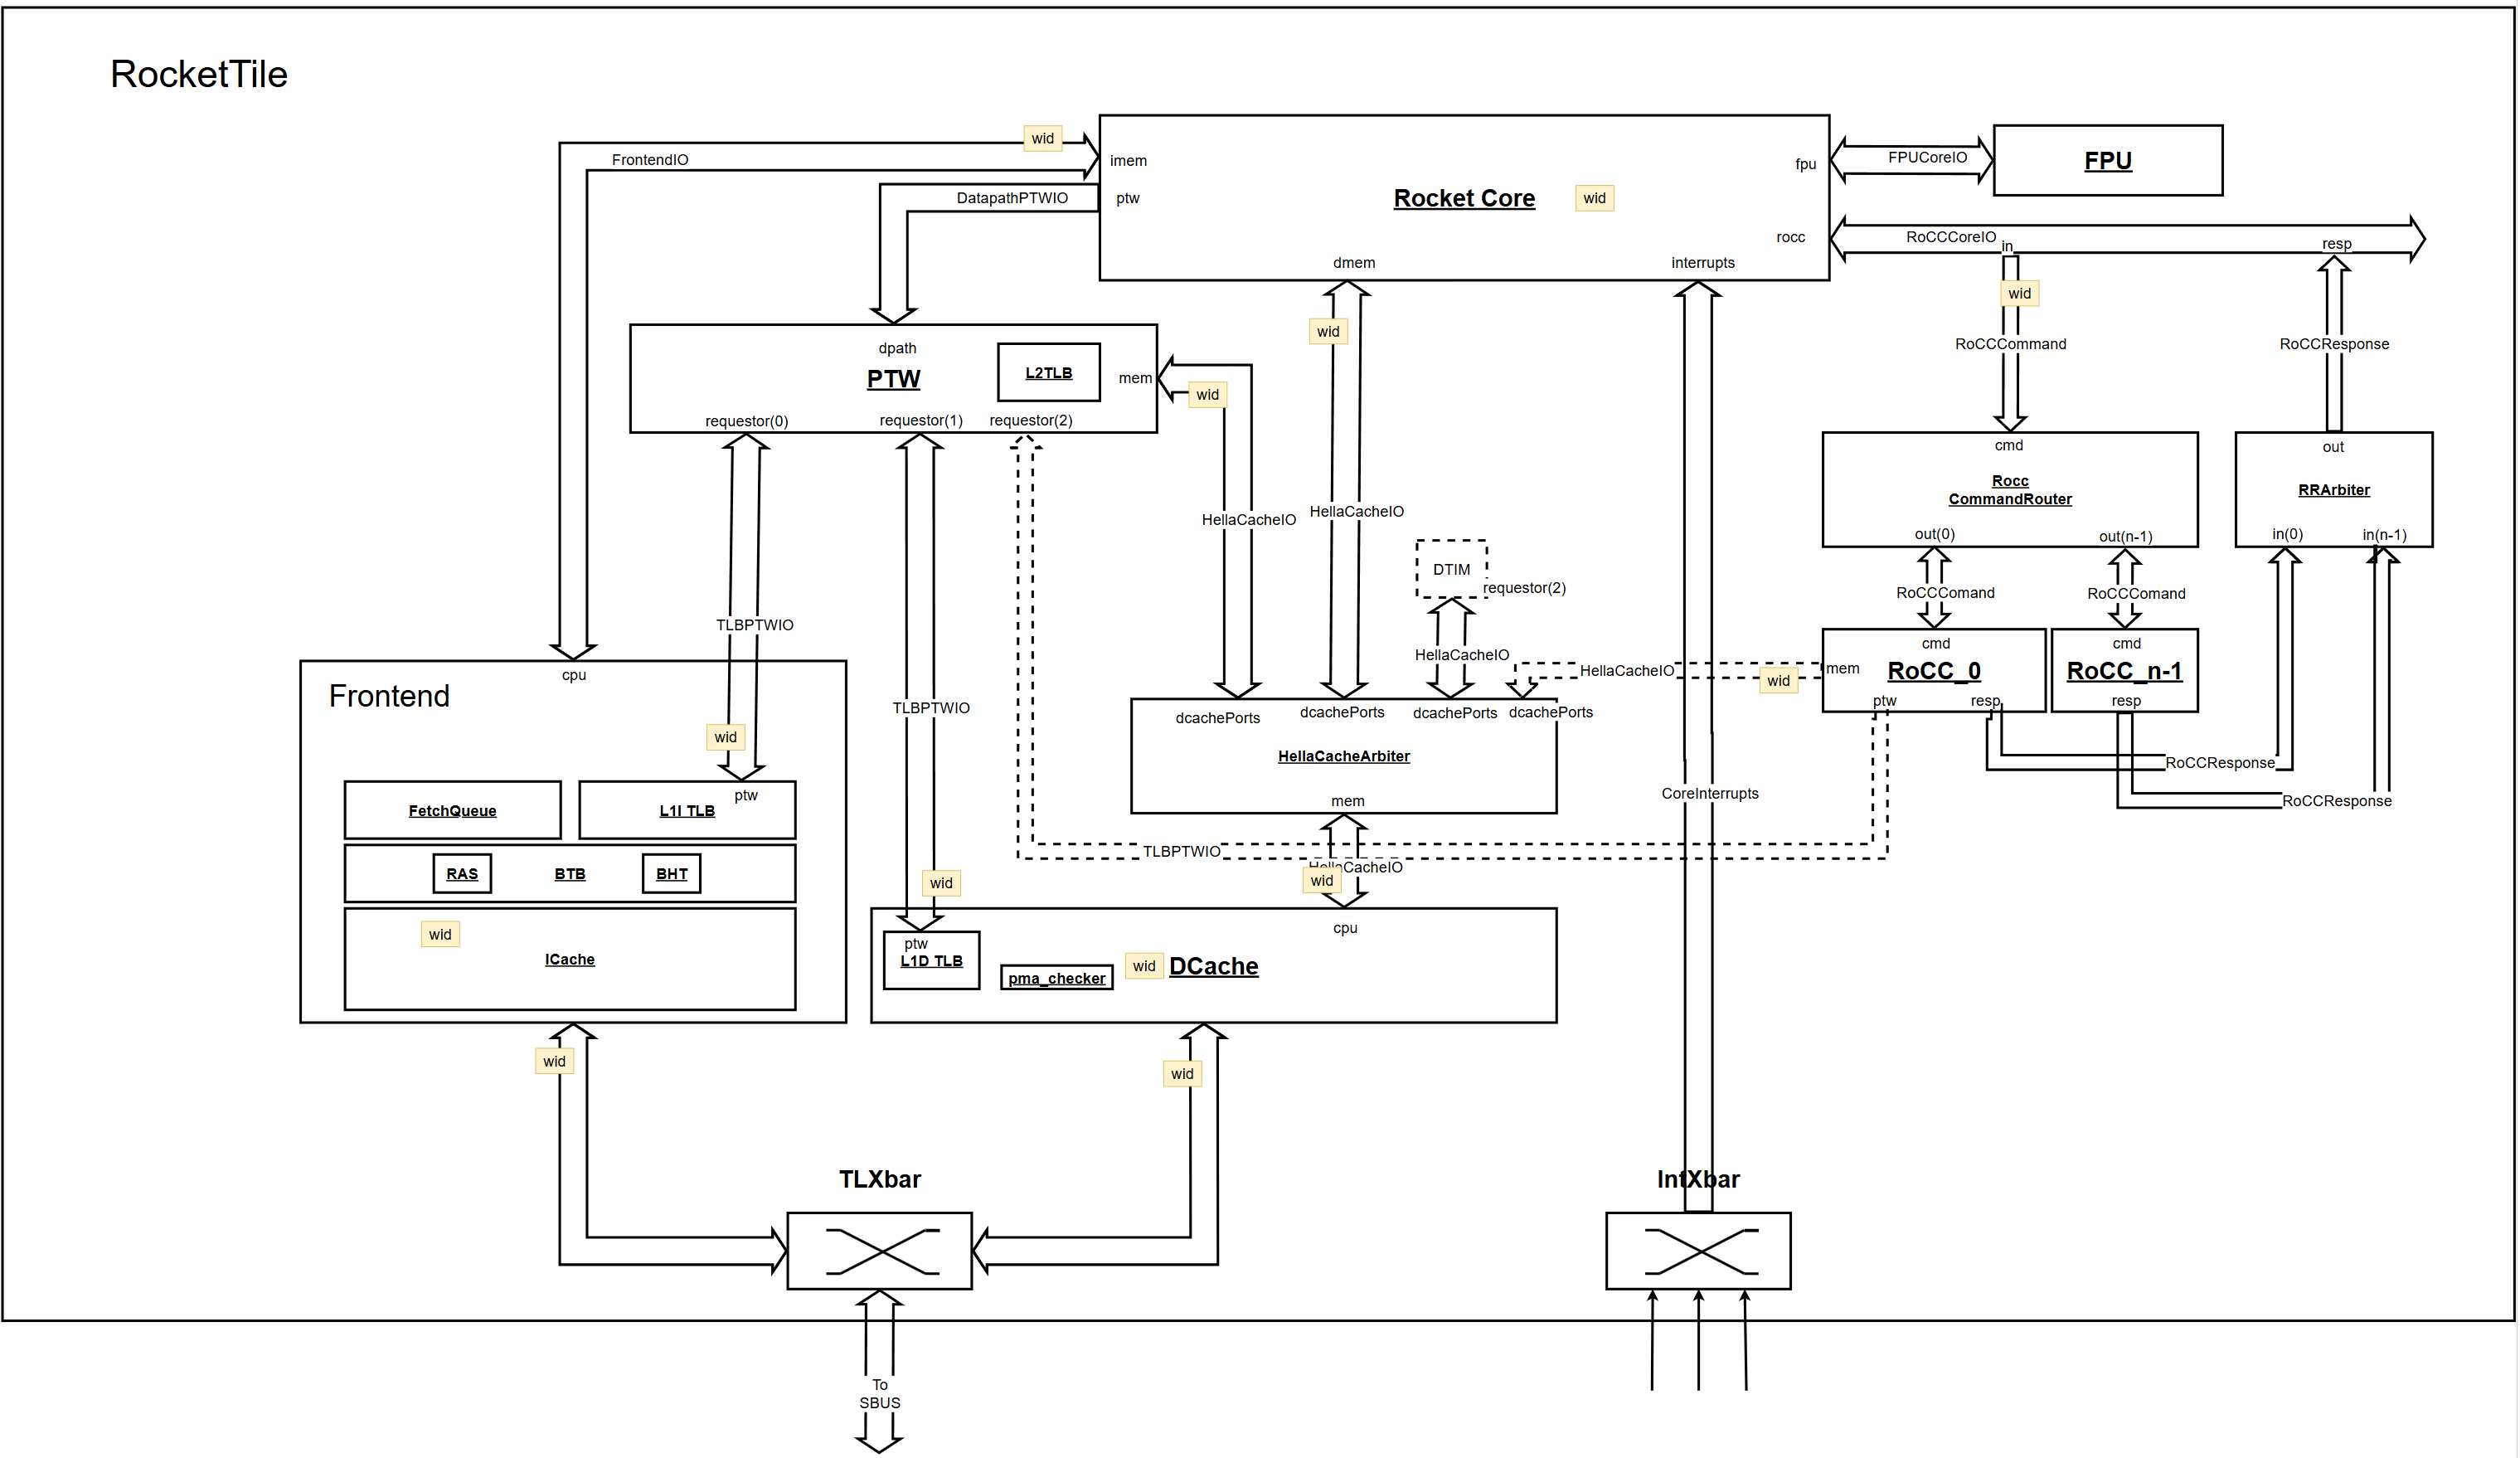 RocketTile
wid
FrontendIO
imem
DatapathPTWIO
ptw
Rocket Core
wid
fpu
FPUCoreIO
FPU
rocc
RoCCCoreIO
in
resp
dmem
interrupts
wid
wid
RoCCCommand
RoCCResponse
dpath
PTW
L2TLB
mem
wid
requestor(0)
requestor(1)
requestor(2)
cmd
Rocc
CommandRouter
out(0)
out(n-1)
out
RRArbiter
in(0)
in(n-1)
HellaCacheIO
HellaCacheIO
DTIM
requestor(2)
RoCCComand
RoCCComand
TLBPTWIO
HellaCacheIO
HellaCacheIO
wid
mem
cmd
RoCC_0
ptw
resp
cmd
RoCC_n-1
resp
cpu
Frontend
TLBPTWIO
wid
dcachePorts
dcachePorts
dcachePorts
dcachePorts
HellaCacheArbiter
mem
RoCCResponse
RoCCResponse
CoreInterrupts
ptw
FetchQueue
L1I TLB
RAS
BTB
BHT
wid
ICache
TLBPTWIO
HellaCacheIO
wid
wid
cpu
ptw
L1D TLB
pma_checker
wid
DCache
wid
wid
TLXbar
IntXbar
To
SBUS